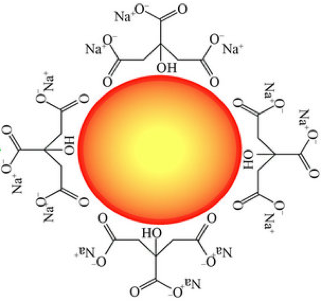 Na⁺O⁻ O
Na⁺ O⁻ O⁻ Na⁺
OH
O O
Na⁺
O⁻ O
O
OH
O⁻
Na⁺
O⁻ O
Na⁺
Na⁺
O O⁻
Na⁺
O⁻
HO
O
O O⁻
Na⁺
O HO O
Na⁺ O⁻ O⁻ Na⁺
O O⁻ Na⁺